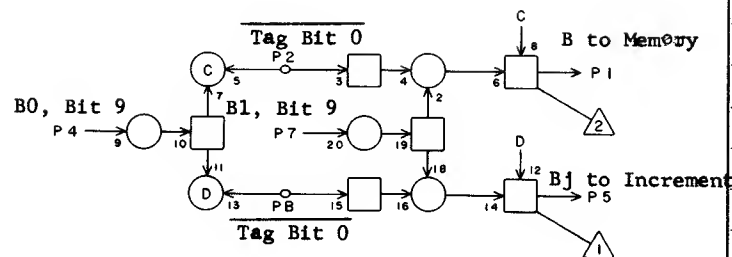 Tag Bit 0
P2
C
C
B to Memøry
5
3
4
6
8
P1
7
2
B0, Bit 9
B1, Bit 9
P4
9
10
P7
20
19
2
11
18
D
D
12
Bj to Increment
13
PB
15
16
14
P5
Tag Bit 0
1